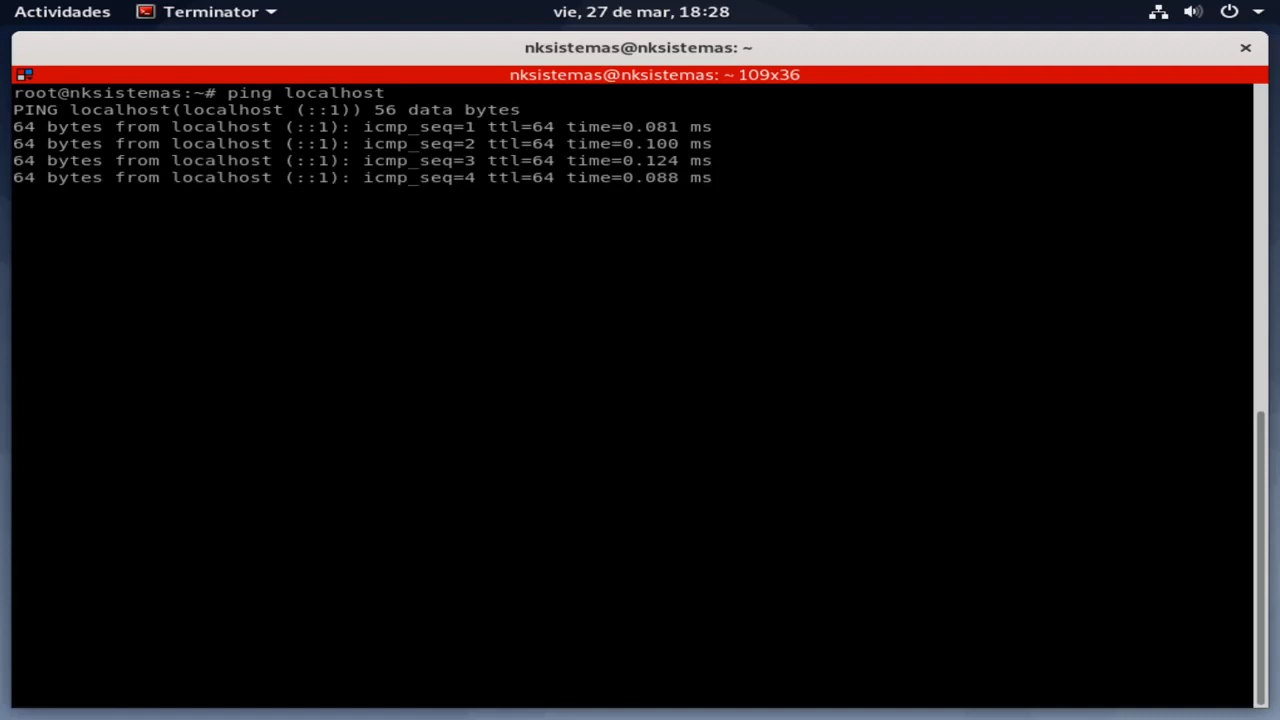 Actividades Terminator vie, 27 de mar, 18:28
nksistemas@nksistemas: ~
nksistemas@nksistemas: ~ 109x36
root@nksistemas:~# ping localhost
PING localhost(localhost (::1)) 56 data bytes
64 bytes from localhost (::1): icmp_seq=1 ttl=64 time=0.081 ms
64 bytes from localhost (::1): icmp_seq=2 ttl=64 time=0.100 ms
64 bytes from localhost (::1): icmp_seq=3 ttl=64 time=0.124 ms
64 bytes from localhost (::1): icmp_seq=4 ttl=64 time=0.088 ms